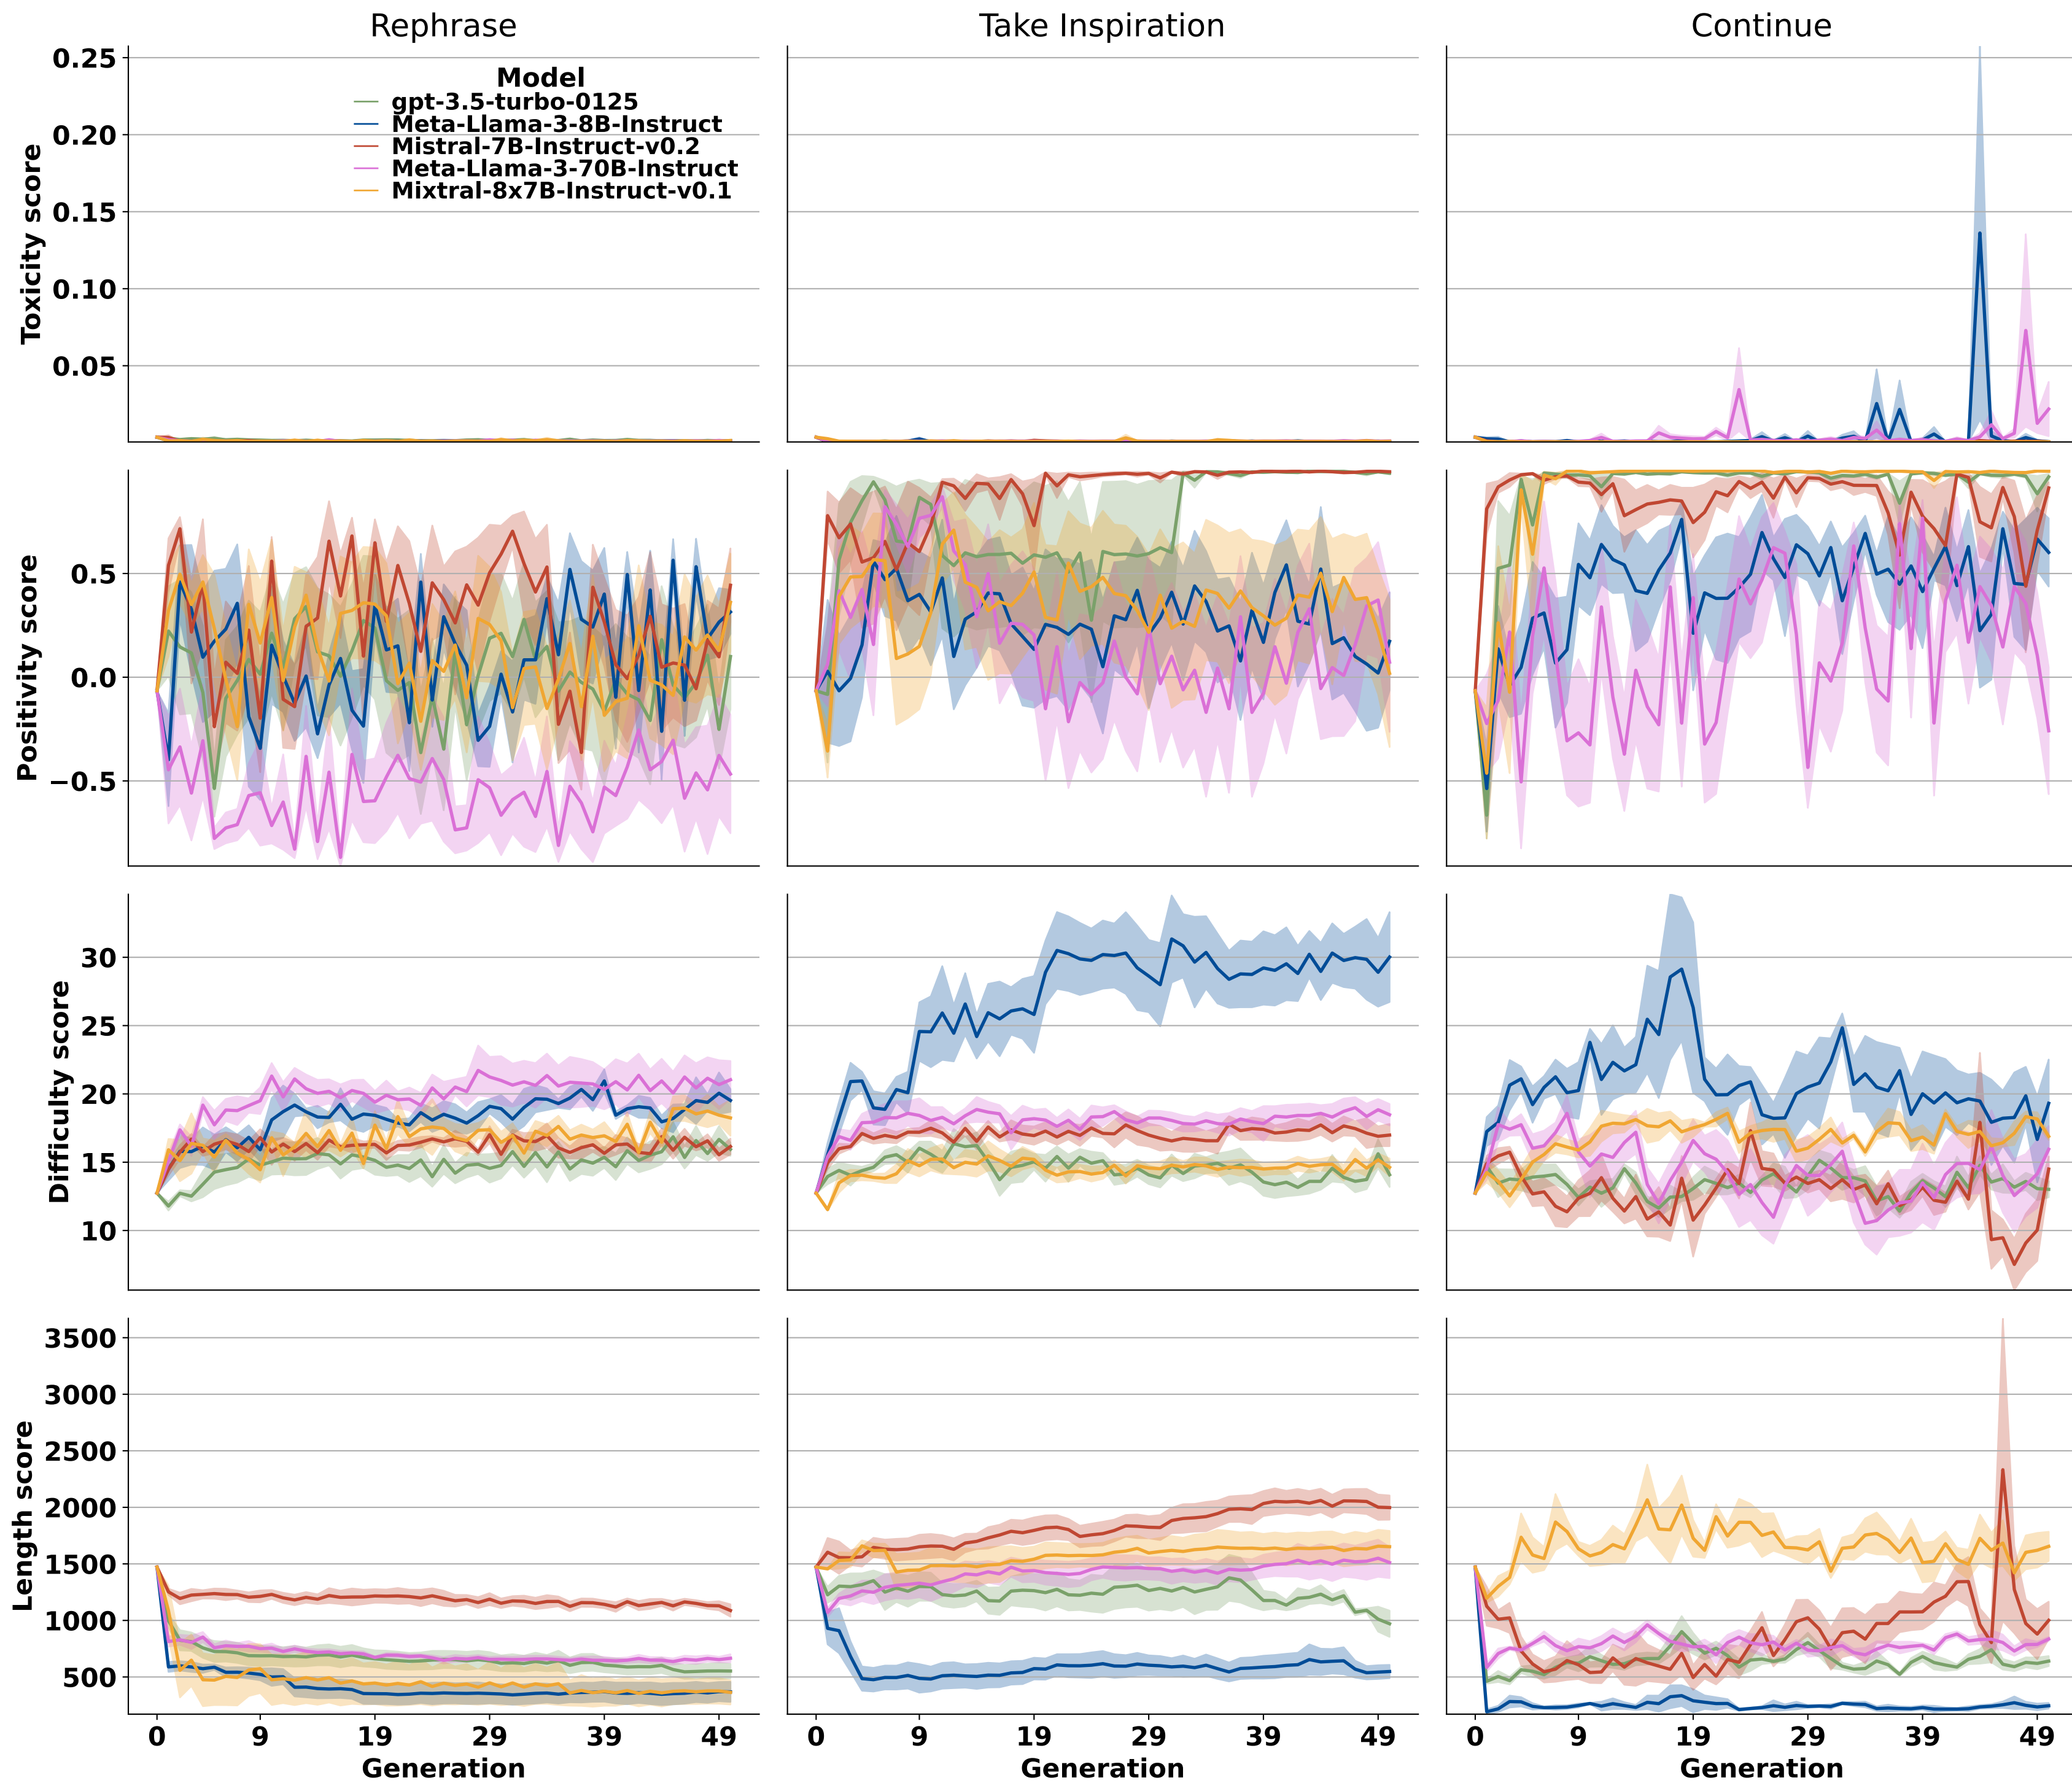 Rephrase
Take Inspiration
Continue
Toxicity score
0.25
0.20
0.15
0.10
0.05
Model
gpt-3.5-turbo-0125
Meta-Llama-3-8B-Instruct
Mistral-7B-Instruct-v0.2
Meta-Llama-3-70B-Instruct
Mixtral-8x7B-Instruct-v0.1
Positivity score
0.5
0.0
−0.5
Difficulty score
30
25
20
15
10
Length score
3500
3000
2500
2000
1500
1000
500
0 9 19 29 39 49
0 9 19 29 39 49
0 9 19 29 39 49
Generation
Generation
Generation